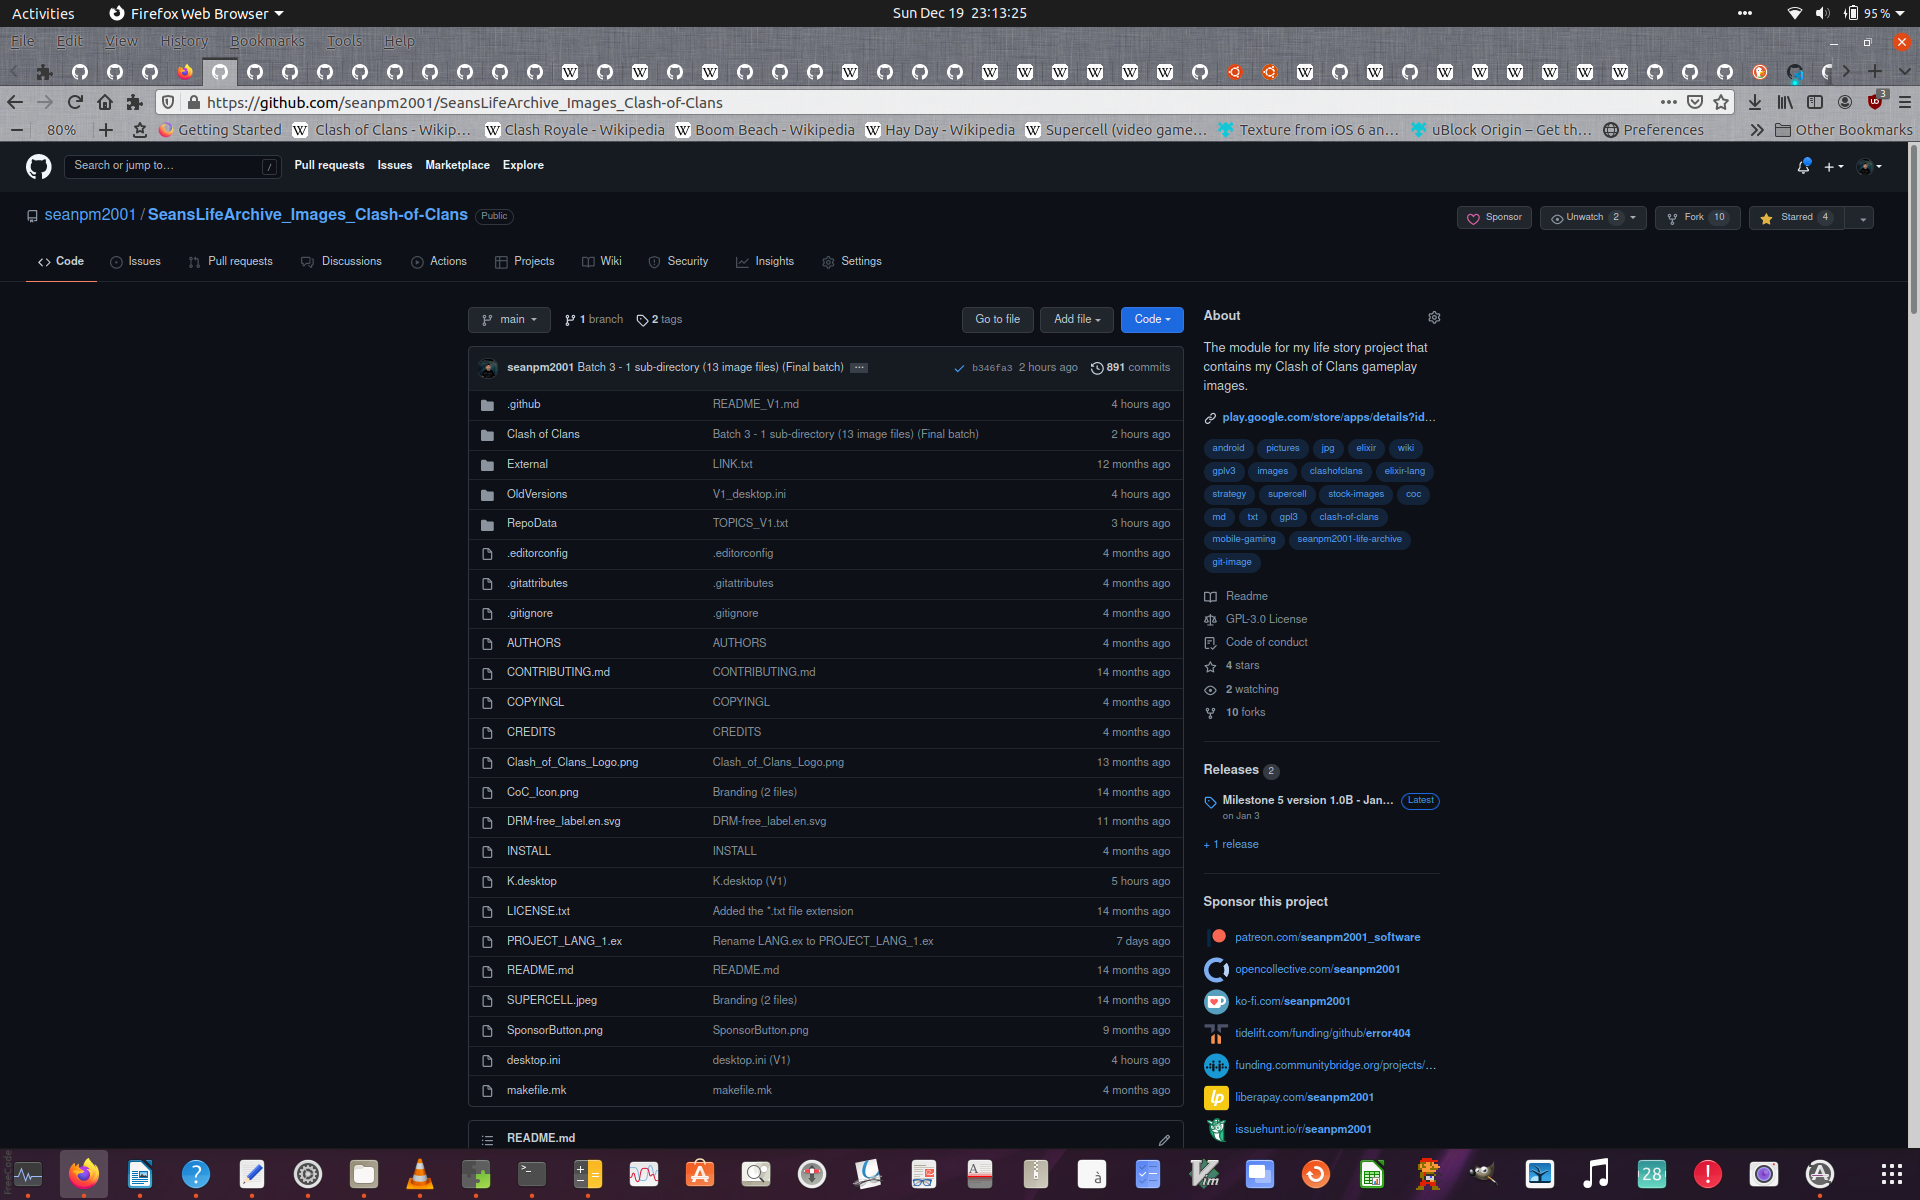 Activities Firefox Web Browser Sun Dec 19 23:13:25 95 %
File Edit View History Bookmarks Tools Help
https://github.com/seanpm2001/SeansLifeArchive_Images_Clash-of-Clans 3
80% Getting Started Clash of Clans - Wikip… Clash Royale - Wikipedia Boom Beach - Wikipedia Hay Day - Wikipedia Supercell (video game… Texture from iOS 6 an… uBlock Origin – Get th… Preferences Other Bookmarks
Search or jump to… / Pull requests Issues Marketplace Explore
seanpm2001 / SeansLifeArchive_Images_Clash-of-Clans Public Sponsor Unwatch 2 Fork 10 Starred 4
Code Issues Pull requests Discussions Actions Projects Wiki Security Insights Settings
main 1 branch 2 tags Go to file Add file Code
seanpm2001 Batch 3 - 1 sub-directory (13 image files) (Final batch) ... b346fa3 2 hours ago 891 commits
.github README_V1.md 4 hours ago
Clash of Clans Batch 3 - 1 sub-directory (13 image files) (Final batch) 2 hours ago
External LINK.txt 12 months ago
OldVersions V1_desktop.ini 4 hours ago
RepoData TOPICS_V1.txt 3 hours ago
.editorconfig .editorconfig 4 months ago
.gitattributes .gitattributes 4 months ago
.gitignore .gitignore 4 months ago
AUTHORS AUTHORS 4 months ago
CONTRIBUTING.md CONTRIBUTING.md 14 months ago
COPYINGL COPYINGL 4 months ago
CREDITS CREDITS 4 months ago
Clash_of_Clans_Logo.png Clash_of_Clans_Logo.png 13 months ago
CoC_Icon.png Branding (2 files) 14 months ago
DRM-free_label.en.svg DRM-free_label.en.svg 11 months ago
INSTALL INSTALL 4 months ago
K.desktop K.desktop (V1) 5 hours ago
LICENSE.txt Added the *.txt file extension 14 months ago
PROJECT_LANG_1.ex Rename LANG.ex to PROJECT_LANG_1.ex 7 days ago
README.md README.md 14 months ago
SUPERCELL.jpeg Branding (2 files) 14 months ago
SponsorButton.png SponsorButton.png 9 months ago
desktop.ini desktop.ini (V1) 4 hours ago
makefile.mk makefile.mk 4 months ago
README.md
About
The module for my life story project that
contains my Clash of Clans gameplay
images.
play.google.com/store/apps/details?id…
android pictures jpg elixir wiki
gplv3 images clashofclans elixir-lang
strategy supercell stock-images coc
md txt gpl3 clash-of-clans
mobile-gaming seanpm2001-life-archive
git-image
Readme
GPL-3.0 License
Code of conduct
4 stars
2 watching
10 forks
Releases 2
Milestone 5 version 1.0B - Jan… Latest
on Jan 3
+ 1 release
Sponsor this project
patreon.com/seanpm2001_software
opencollective.com/seanpm2001
ko-fi.com/seanpm2001
tidelift.com/funding/github/error404
funding.communitybridge.org/projects/…
liberapay.com/seanpm2001
issuehunt.io/r/seanpm2001
28